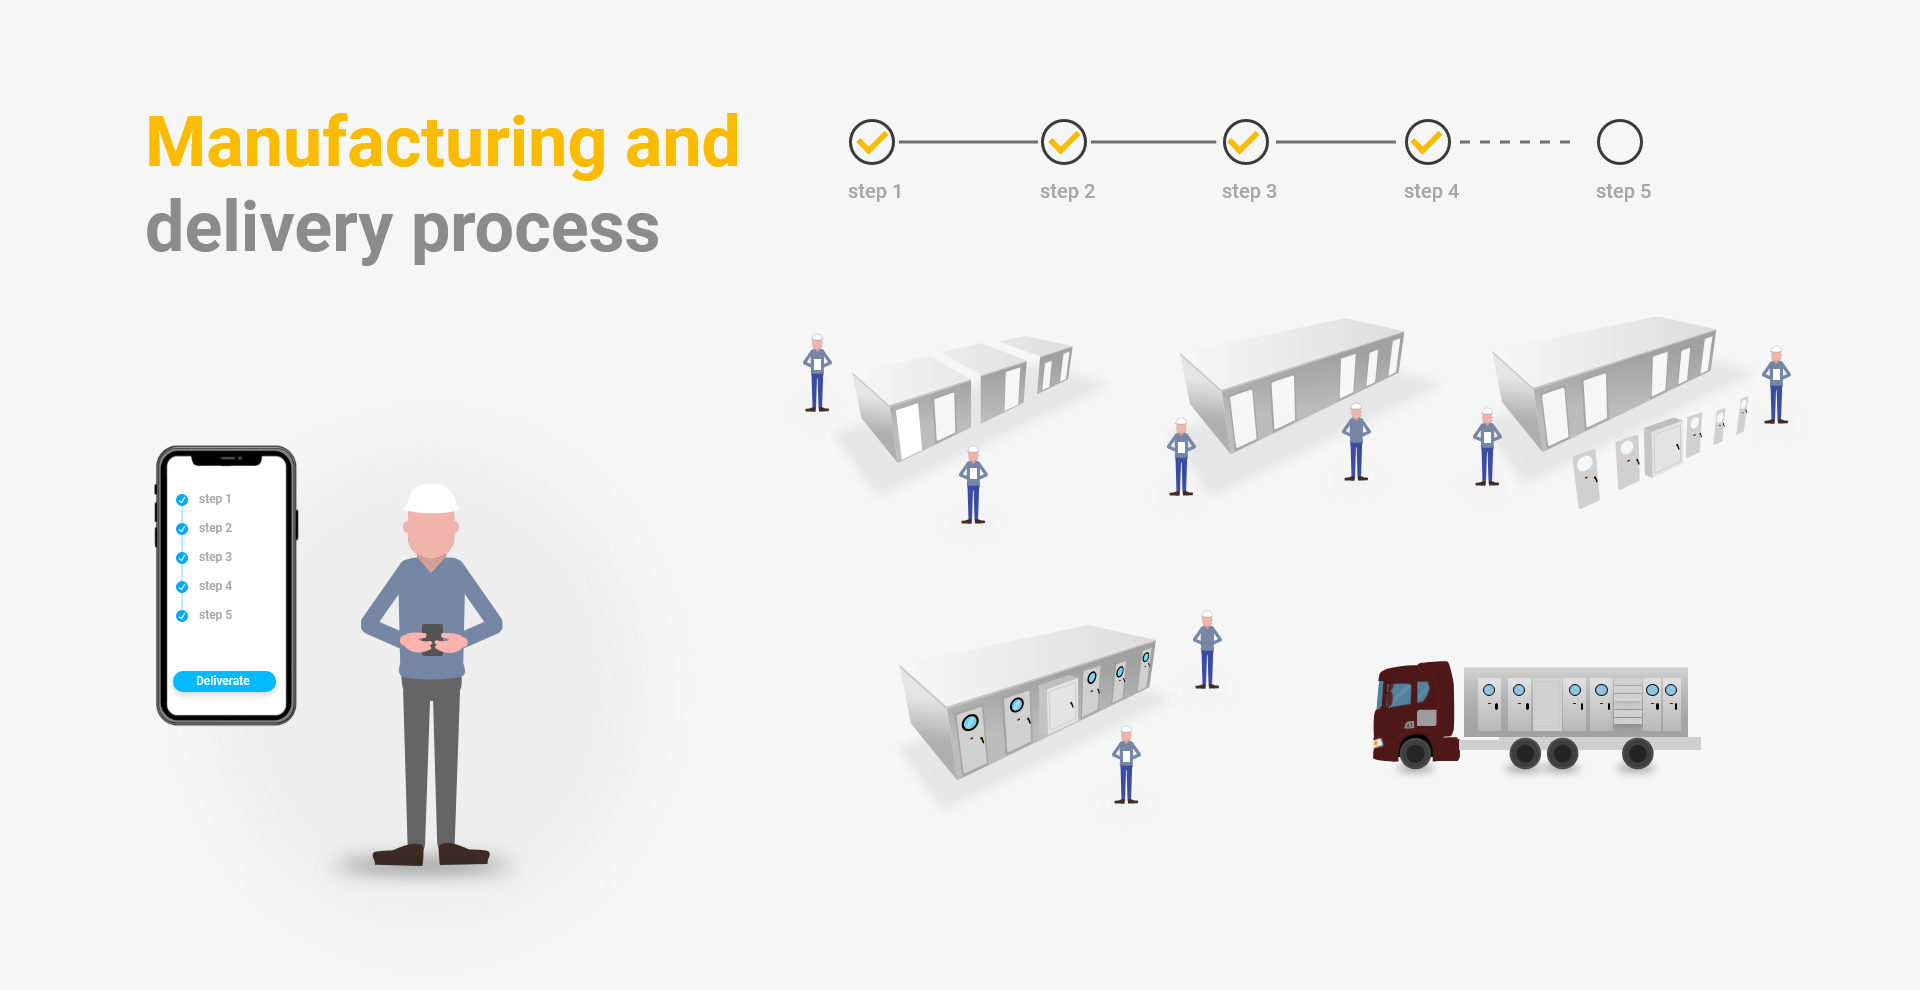 Manufacturing and
delivery process
step 1
step 2
step 3
step 4
step 5
step 1
step 2
step 3
step 4
step 5
Deliverate